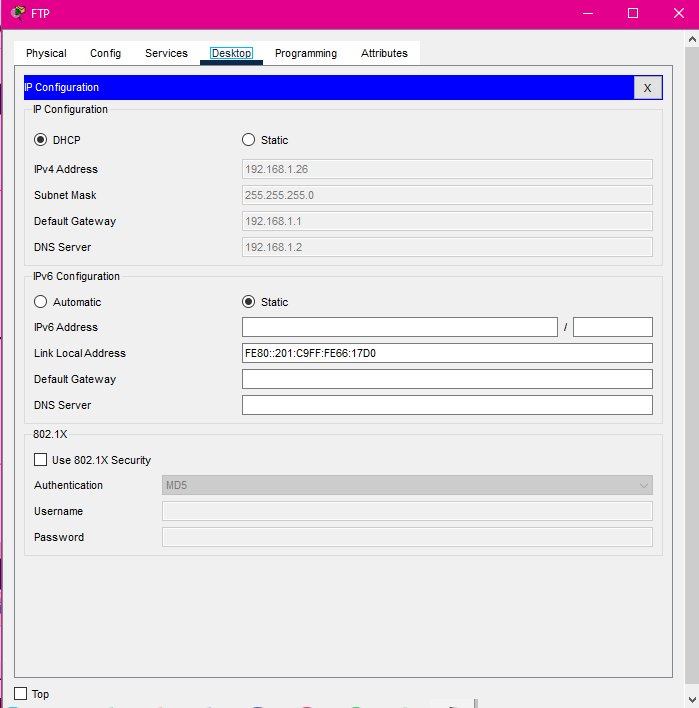 FTP
Physical Config Services Desktop Programming Attributes
IP Configuration X
IP Configuration
DHCP Static
IPv4 Address 192.168.1.26
Subnet Mask 255.255.255.0
Default Gateway 192.168.1.1
DNS Server 192.168.1.2
IPv6 Configuration
Automatic Static
IPv6 Address /
Link Local Address FE80::201:C9FF:FE66:17D0
Default Gateway
DNS Server
802.1X
Use 802.1X Security
Authentication MD5
Username
Password
Top